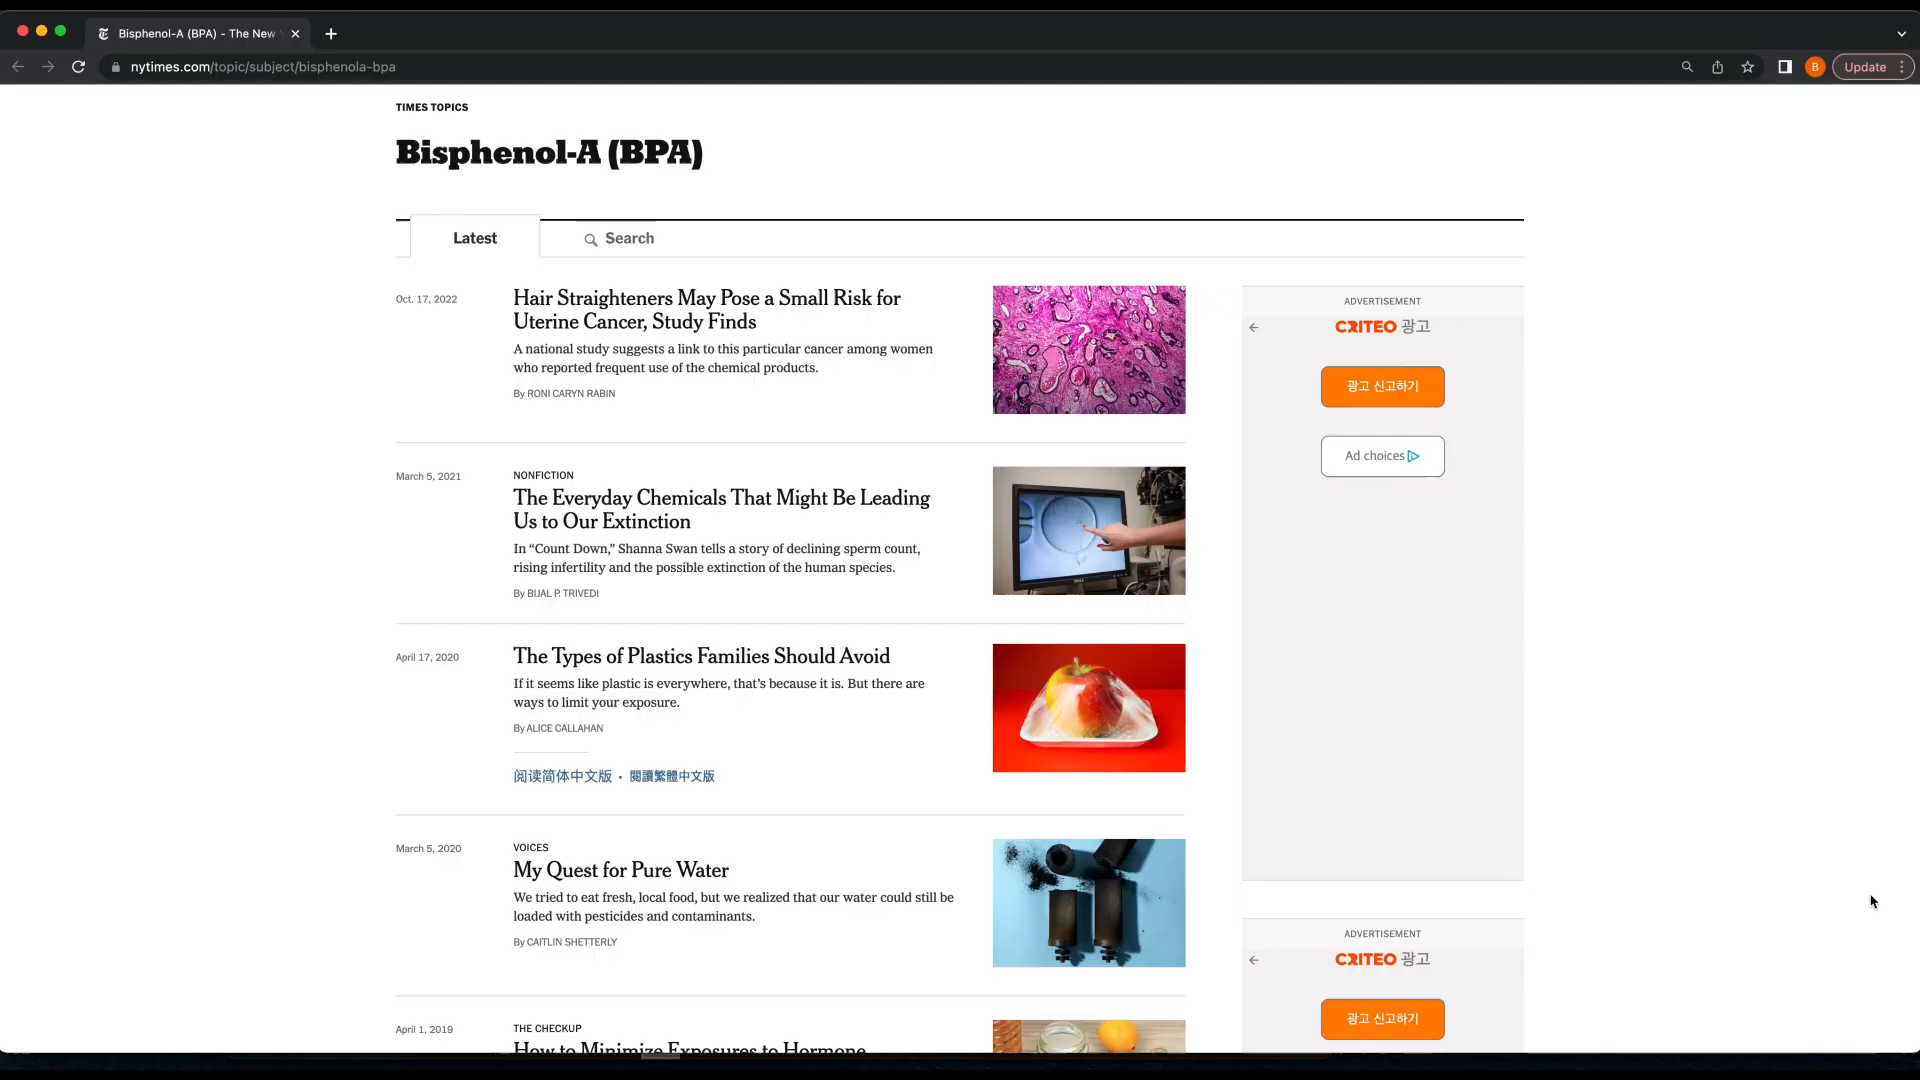 Bisphenol-A (BPA) - The New
nytimes.com/topic/subject/bisphenola-bpa
B
Update
TIMES TOPICS
Bisphenol-A (BPA)
Latest
Search
Oct. 17, 2022
Hair Straighteners May Pose a Small Risk for
Uterine Cancer, Study Finds
A national study suggests a link to this particular cancer among women
who reported frequent use of the chemical products.
By RONI CARYN RABIN
March 5, 2021
NONFICTION
The Everyday Chemicals That Might Be Leading
Us to Our Extinction
In “Count Down,” Shanna Swan tells a story of declining sperm count,
rising infertility and the possible extinction of the human species.
By BIJAL P. TRIVEDI
April 17, 2020
The Types of Plastics Families Should Avoid
If it seems like plastic is everywhere, that’s because it is. But there are
ways to limit your exposure.
By ALICE CALLAHAN
阅读简体中文版 • 閱讀繁體中文版
March 5, 2020
VOICES
My Quest for Pure Water
We tried to eat fresh, local food, but we realized that our water could still be
loaded with pesticides and contaminants.
By CAITLIN SHETTERLY
April 1, 2019
THE CHECKUP
How to Minimize Exposures to Hormone
ADVERTISEMENT
CRITEO 광고
광고 신고하기
Ad choices
ADVERTISEMENT
CRITEO 광고
광고 신고하기